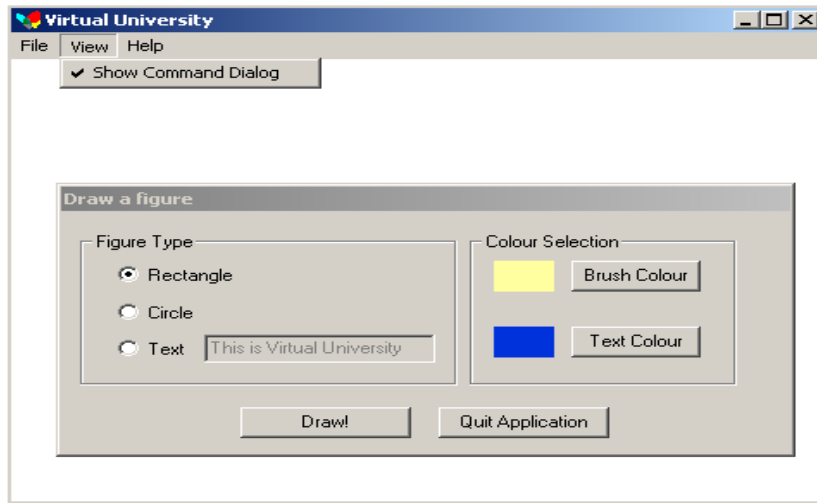 Virtual University
File View Help
Show Command Dialog
Draw a figure
Figure Type
Rectangle
Circle
Text This is Virtual University
Colour Selection
Brush Colour
Text Colour
Draw! Quit Application